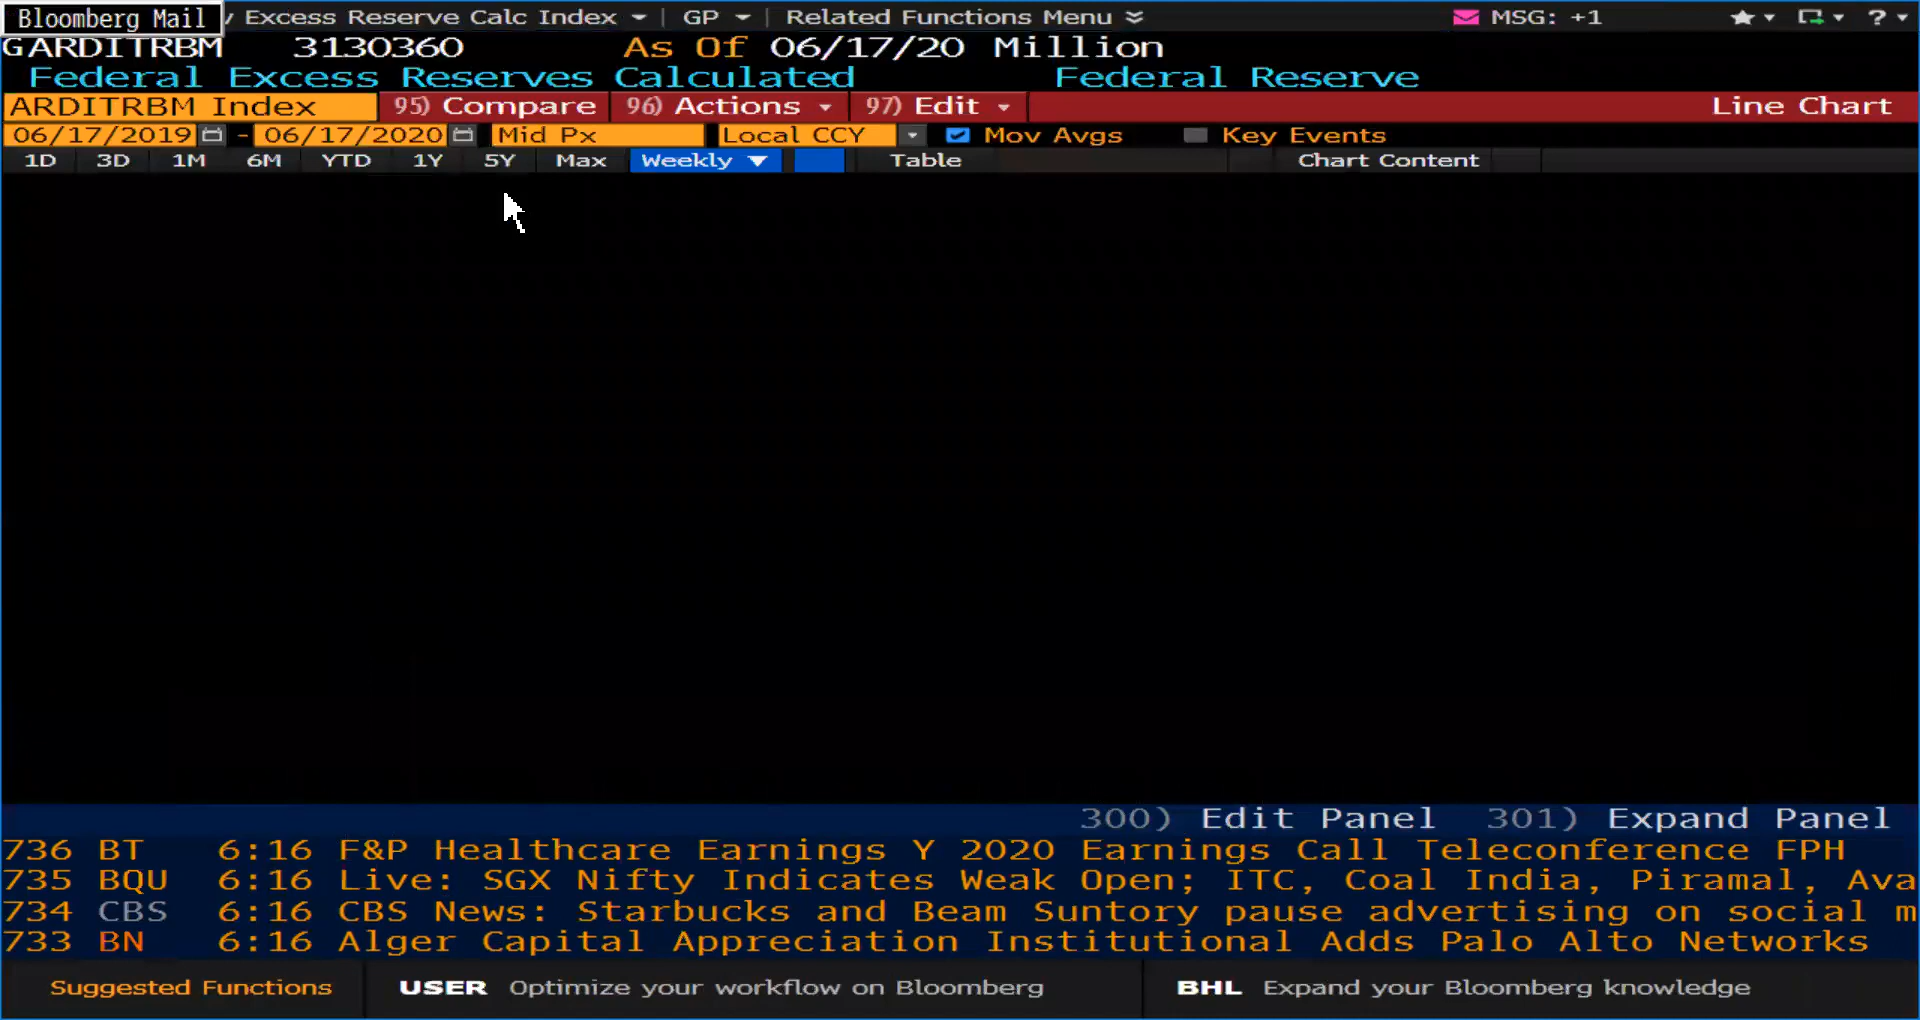 Bloomberg Mail
Excess Reserve Calc Index | GP | Related Functions Menu MSG: +1 ?
GARDITRBM 3130360 As Of 06/17/20 Million
Federal Excess Reserves Calculated Federal Reserve
ARDITRBM Index 95) Compare 96) Actions 97) Edit Line Chart
06/17/2019 - 06/17/2020 Mid Px Local CCY Mov Avgs Key Events
1D 3D 1M 6M YTD 1Y 5Y Max Weekly Table Chart Content
300) Edit Panel 301) Expand Panel
736 BT 6:16 F&P Healthcare Earnings Y 2020 Earnings Call Teleconference FPH
735 BQU 6:16 Live: SGX Nifty Indicates Weak Open; ITC, Coal India, Piramal, Ava
734 CBS 6:16 CBS News: Starbucks and Beam Suntory pause advertising on social m
733 BN 6:16 Alger Capital Appreciation Institutional Adds Palo Alto Networks
Suggested Functions USER Optimize your workflow on Bloomberg BHL Expand your Bloomberg knowledge